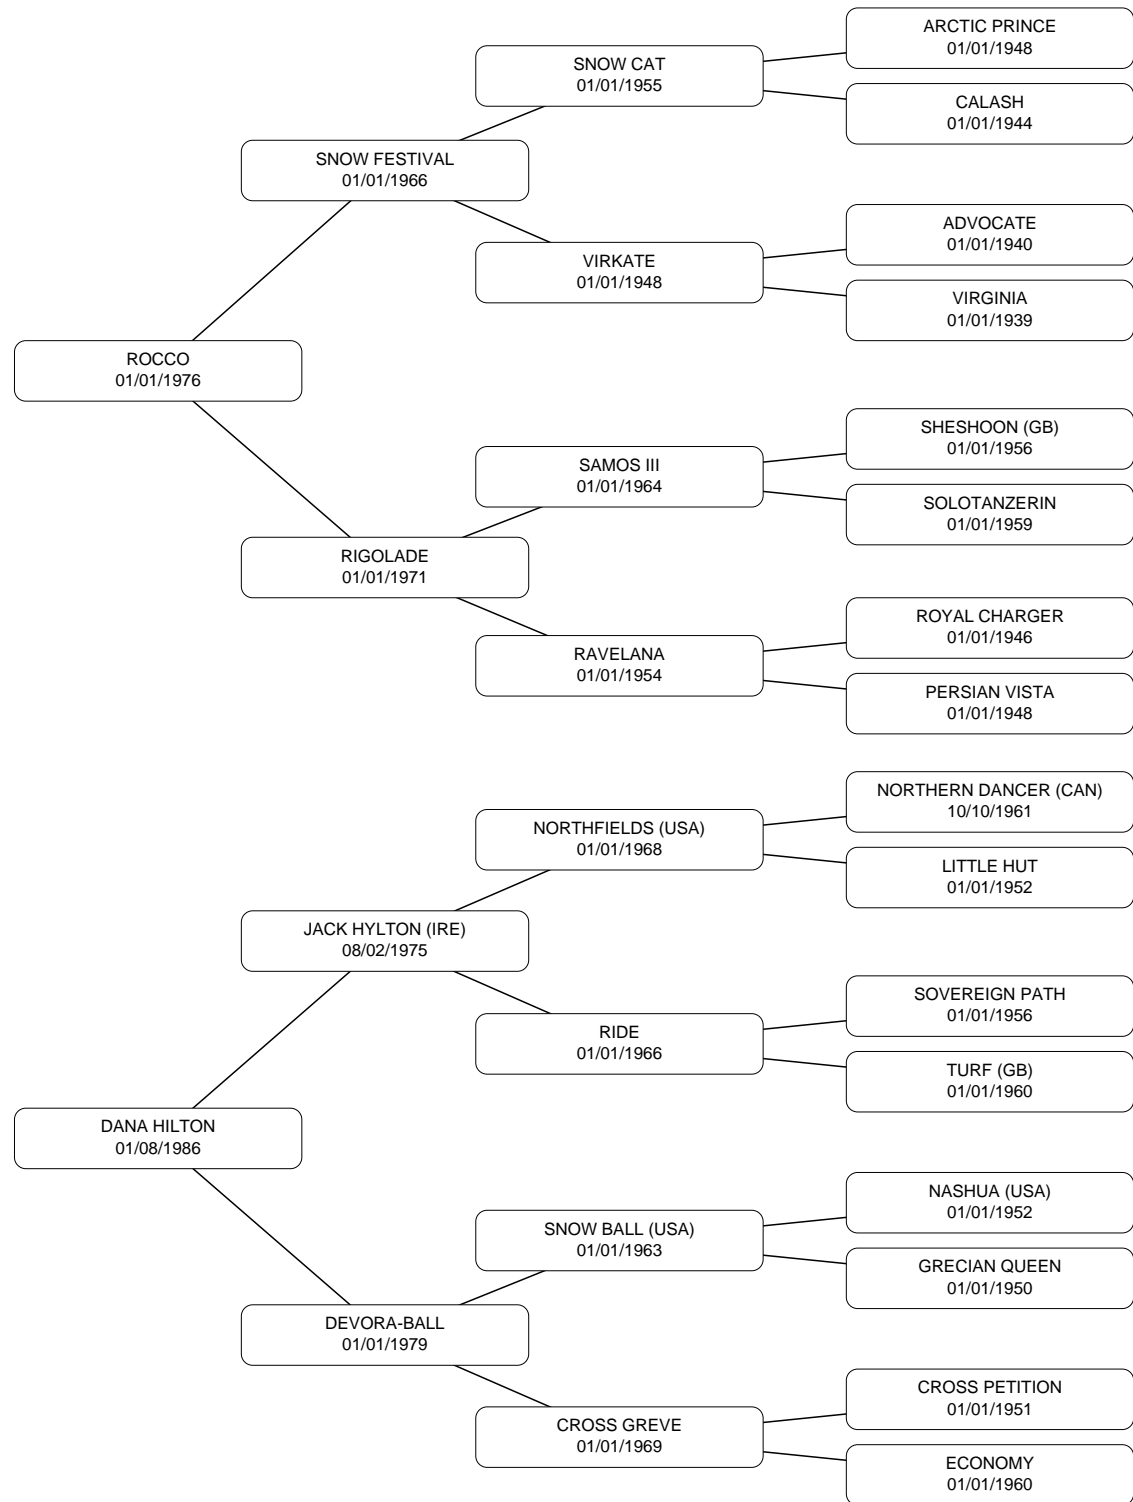 ARCTIC PRINCE
01/01/1948
SNOW CAT
01/01/1955
CALASH
01/01/1944
SNOW FESTIVAL
01/01/1966
ADVOCATE
01/01/1940
VIRKATE
01/01/1948
VIRGINIA
01/01/1939
ROCCO
01/01/1976
SHESHOON (GB)
01/01/1956
SAMOS III
01/01/1964
SOLOTANZERIN
01/01/1959
RIGOLADE
01/01/1971
ROYAL CHARGER
01/01/1946
RAVELANA
01/01/1954
PERSIAN VISTA
01/01/1948
NORTHERN DANCER (CAN)
10/10/1961
NORTHFIELDS (USA)
01/01/1968
LITTLE HUT
01/01/1952
JACK HYLTON (IRE)
08/02/1975
SOVEREIGN PATH
01/01/1956
RIDE
01/01/1966
TURF (GB)
01/01/1960
DANA HILTON
01/08/1986
NASHUA (USA)
01/01/1952
SNOW BALL (USA)
01/01/1963
GRECIAN QUEEN
01/01/1950
DEVORA-BALL
01/01/1979
CROSS PETITION
01/01/1951
CROSS GREVE
01/01/1969
ECONOMY
01/01/1960